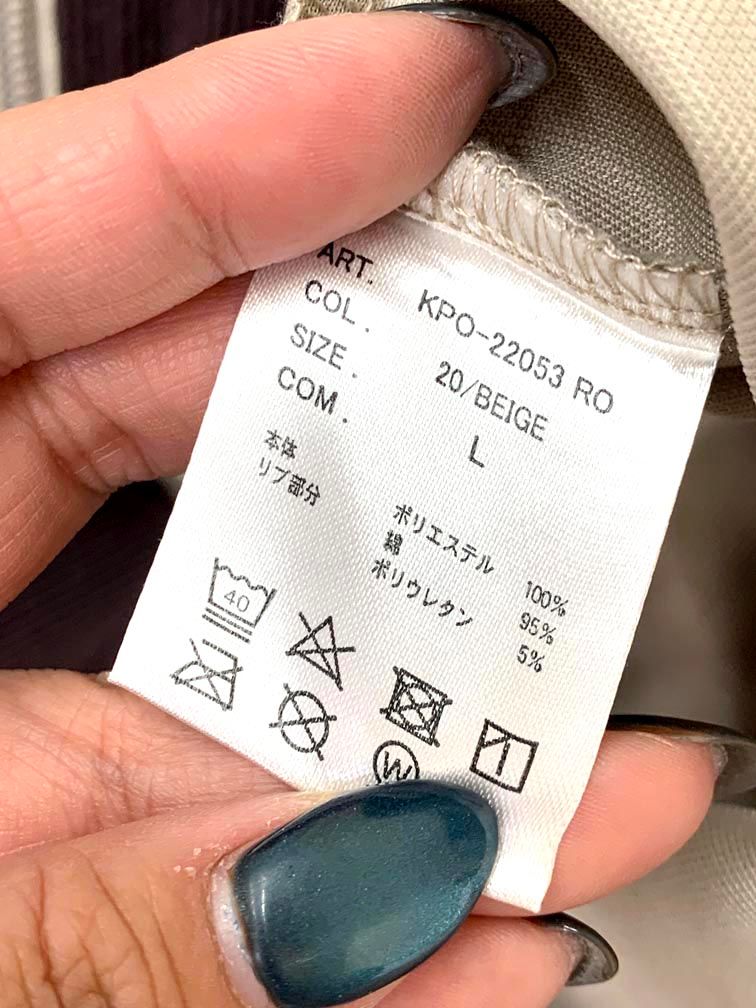 ART. KPO-22053 RO
COL. 20/BEIGE
SIZE. L
COM.
本体 ポリエステル 100%
リブ部分 綿 95%
ポリウレタン 5%
40
W